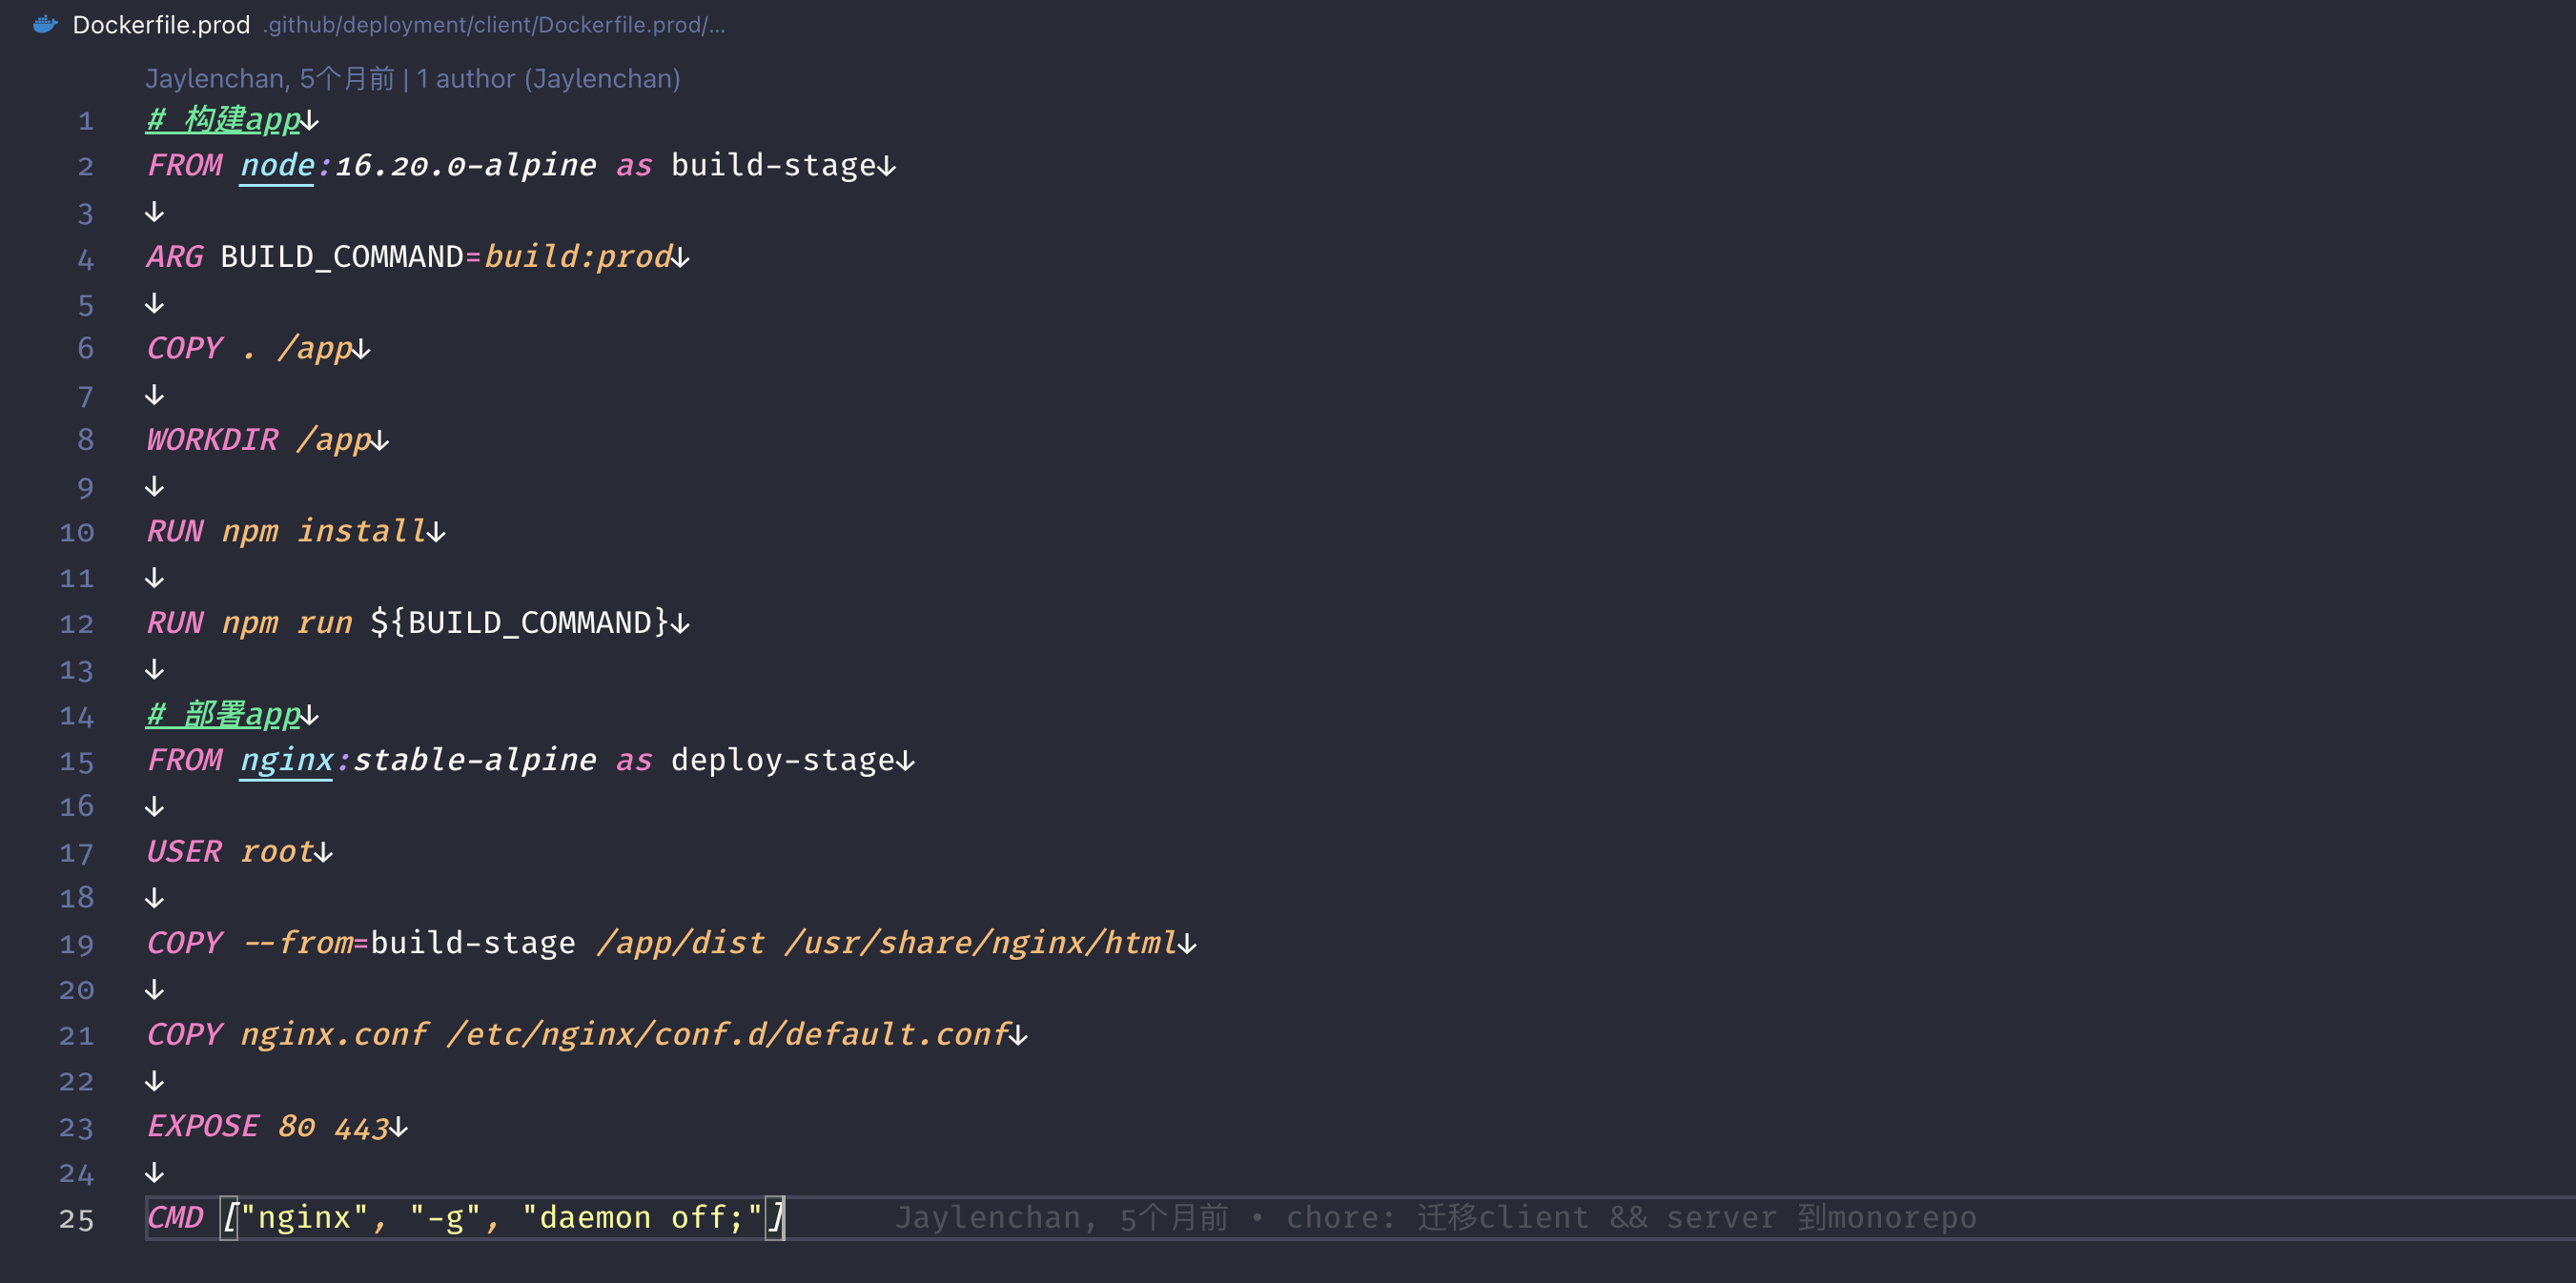 Dockerfile.prod .github/deployment/client/Dockerfile.prod/...
Jaylenchan, 5个月前 | 1 author (Jaylenchan)
1 # 构建app↓
2 FROM node:16.20.0-alpine as build-stage↓
3 ↓
4 ARG BUILD_COMMAND=build:prod↓
5 ↓
6 COPY . /app↓
7 ↓
8 WORKDIR /app↓
9 ↓
10 RUN npm install↓
11 ↓
12 RUN npm run ${BUILD_COMMAND}↓
13 ↓
14 # 部署app↓
15 FROM nginx:stable-alpine as deploy-stage↓
16 ↓
17 USER root↓
18 ↓
19 COPY --from=build-stage /app/dist /usr/share/nginx/html↓
20 ↓
21 COPY nginx.conf /etc/nginx/conf.d/default.conf↓
22 ↓
23 EXPOSE 80 443↓
24 ↓
25 CMD ["nginx", "-g", "daemon off;"] Jaylenchan, 5个月前 • chore: 迁移client && server 到monorepo